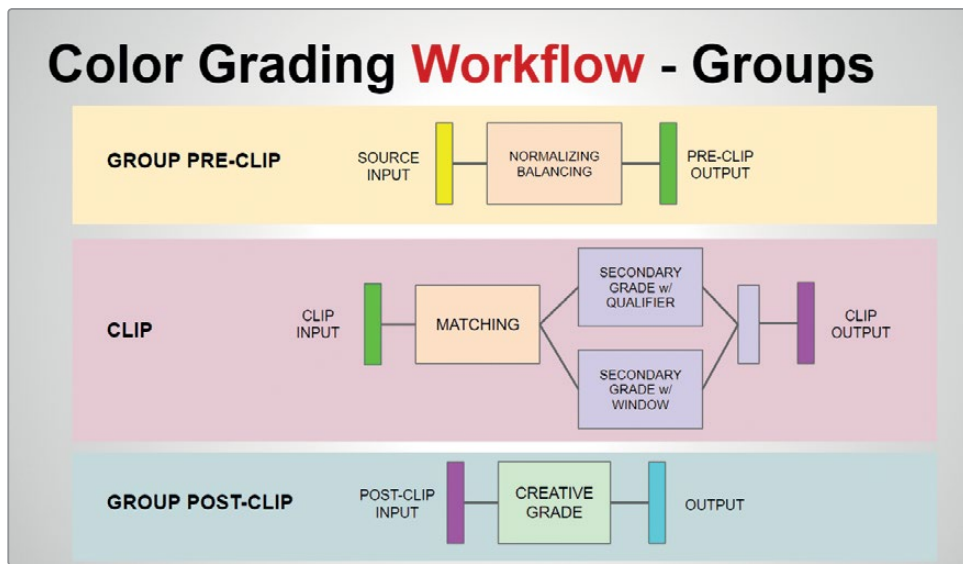 Color Grading Workflow - Groups
GROUP PRE-CLIP
SOURCE
INPUT
NORMALIZING
BALANCING
PRE-CLIP
OUTPUT
CLIP
CLIP
INPUT
MATCHING
SECONDARY
GRADE w/
QUALIFIER
SECONDARY
GRADE w/
WINDOW
CLIP
OUTPUT
GROUP POST-CLIP
POST-CLIP
INPUT
CREATIVE
GRADE
OUTPUT